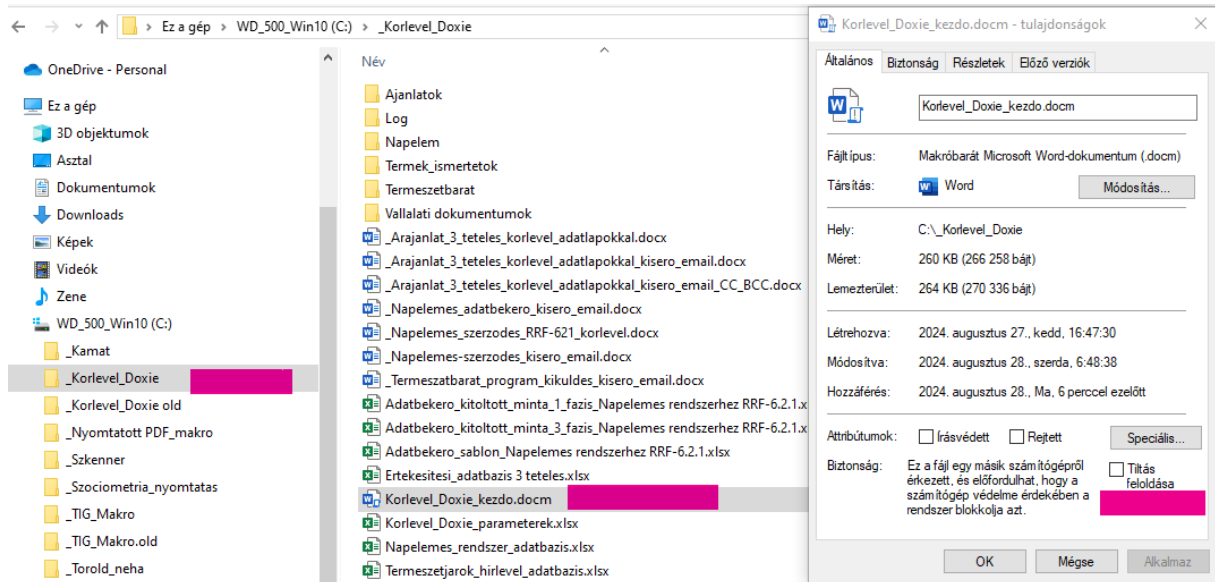 Ez a gép > WD_500_Win10 (C:) > _Korlevel_Doxie
OneDrive - Personal
Ez a gép
3D objektumok
Asztal
Dokumentumok
Downloads
Képek
Videók
Zene
WD_500_Win10 (C:)
_Kamat
_Korlevel_Doxie
_Korlevel_Doxie old
_Nyomtatott PDF_makro
_Szkenner
_Szociometria_nyomtatas
_TIG_Makro
_TIG_Makro.old
_Torold_neha
Név
Ajanlatok
Log
Napelem
Termek_ismertetok
Termeszetbarat
Vallalati dokumentumok
_Arajanlat_3_teteles_korlevel_adatlapokkal.docx
_Arajanlat_3_teteles_korlevel_adatlapokkal_kisero_email.docx
_Arajanlat_3_teteles_korlevel_adatlapokkal_kisero_email_CC_BCC.docx
_Napelemes_adatbekero_kisero_email.docx
_Napelemes_szerzodes_RRF-621_korlevel.docx
_Napelemes-szerzodes_kisero_email.docx
_Termeszatbarat_program_kikuldes_kisero_email.docx
Adatbekero_kitoltott_minta_1_fazis_Napelemes rendszerhez RRF-6.2.1.x
Adatbekero_kitoltott_minta_3_fazis_Napelemes rendszerhez RRF-6.2.1.x
Adatbekero_sablon_Napelemes rendszerhez RRF-6.2.1.xlsx
Ertekesitesi_adatbazis 3 teteles.xlsx
Korlevel_Doxie_kezdo.docm
Korlevel_Doxie_parameterek.xlsx
Napelemes_rendszer_adatbazis.xlsx
Termeszetjarok_hirlevel_adatbazis.xlsx
Korlevel_Doxie_kezdo.docm - tulajdonságok
Általános Biztonság Részletek Előző verziók
Korlevel_Doxie_kezdo.docm
Fájltípus: Makróbarát Microsoft Word-dokumentum (.docm)
Társítás: Word Módosítás...
Hely: C:\_Korlevel_Doxie
Méret: 260 KB (266 258 bájt)
Lemezterület: 264 KB (270 336 bájt)
Létrehozva: 2024. augusztus 27., kedd, 16:47:30
Módosítva: 2024. augusztus 28., szerda, 6:48:38
Hozzáférés: 2024. augusztus 28., Ma, 6 perccel ezelőtt
Attribútumok: Írásvédett Rejtett Speciális...
Biztonság: Ez a fájl egy másik számítógépről
érkezett, és előfordulhat, hogy a
számítógép védelme érdekében a
rendszer blokkolja azt.
Tiltás
feloldása
OK Mégse Alkalmaz